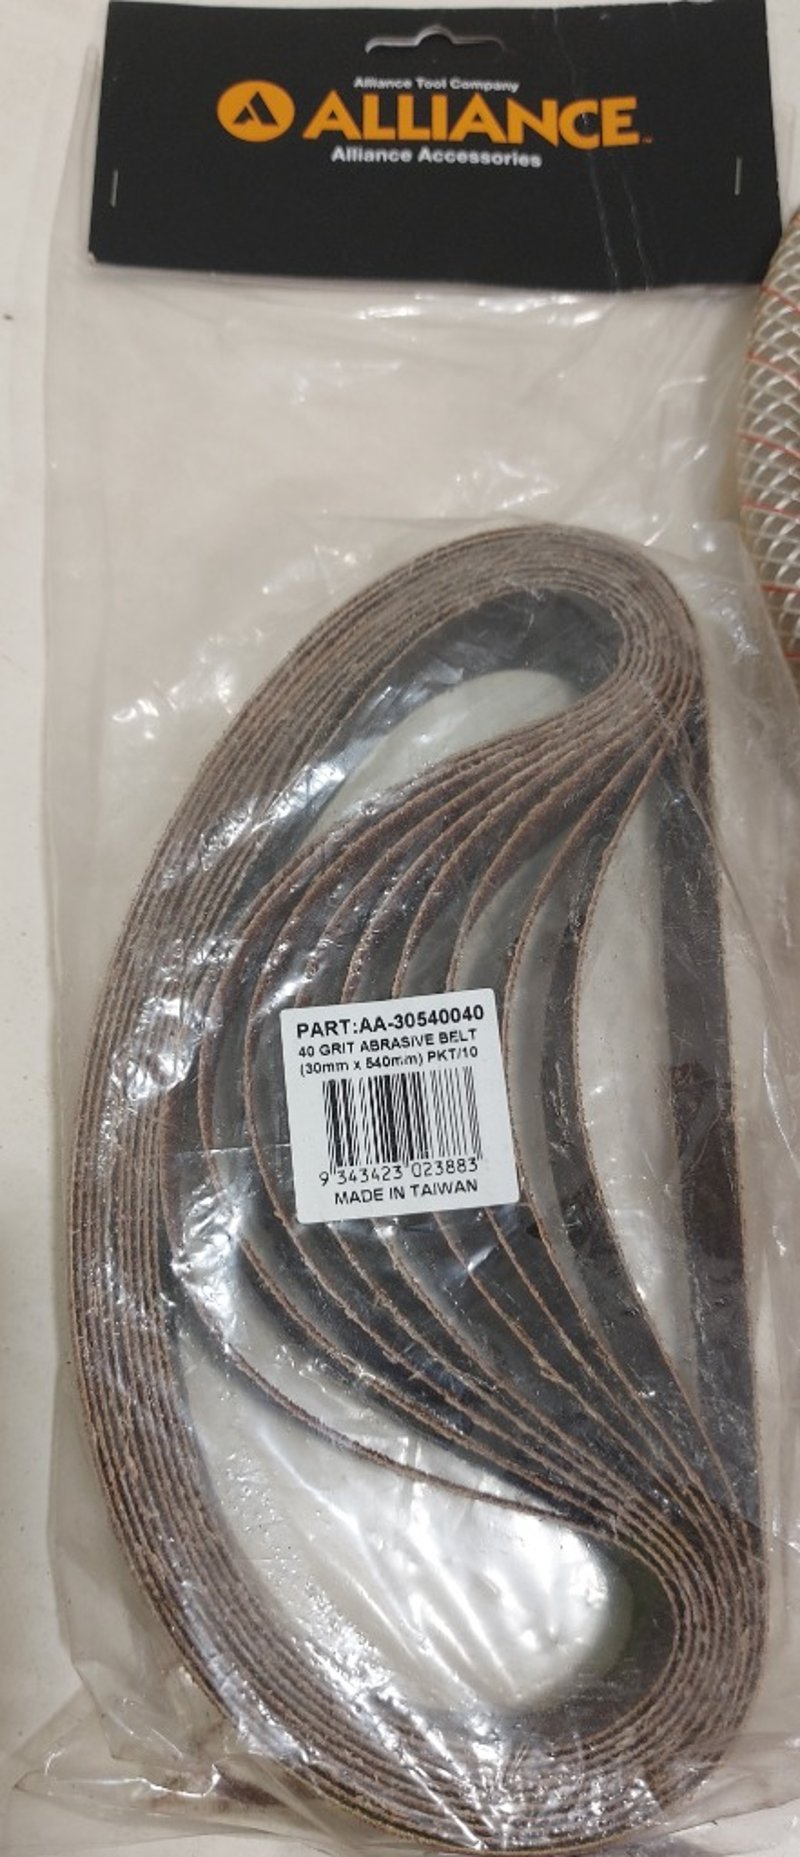 Alliance Tool Company
ALLIANCE™
Alliance Accessories
PART:AA-30540040
40 GRIT ABRASIVE BELT
(30mm x 540mm) PKT/10
9 343423 023883
MADE IN TAIWAN